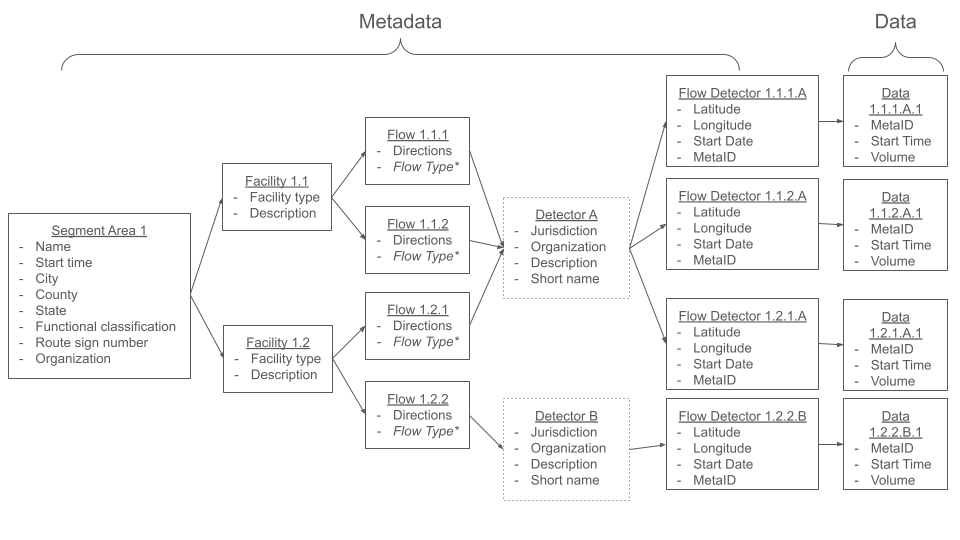 Metadata
Data
Segment Area 1
- Name
- Start time
- City
- County
- State
- Functional classification
- Route sign number
- Organization
Facility 1.1
- Facility type
- Description
Facility 1.2
- Facility type
- Description
Flow 1.1.1
- Directions
- Flow Type*
Flow 1.1.2
- Directions
- Flow Type*
Flow 1.2.1
- Directions
- Flow Type*
Flow 1.2.2
- Directions
- Flow Type*
Detector A
- Jurisdiction
- Organization
- Description
- Short name
Detector B
- Jurisdiction
- Organization
- Description
- Short name
Flow Detector 1.1.1.A
- Latitude
- Longitude
- Start Date
- MetaID
Flow Detector 1.1.2.A
- Latitude
- Longitude
- Start Date
- MetaID
Flow Detector 1.2.1.A
- Latitude
- Longitude
- Start Date
- MetaID
Flow Detector 1.2.2.B
- Latitude
- Longitude
- Start Date
- MetaID
Data
1.1.1.A.1
- MetaID
- Start Time
- Volume
Data
1.1.2.A.1
- MetaID
- Start Time
- Volume
Data
1.2.1.A.1
- MetaID
- Start Time
- Volume
Data
1.2.2.B.1
- MetaID
- Start Time
- Volume